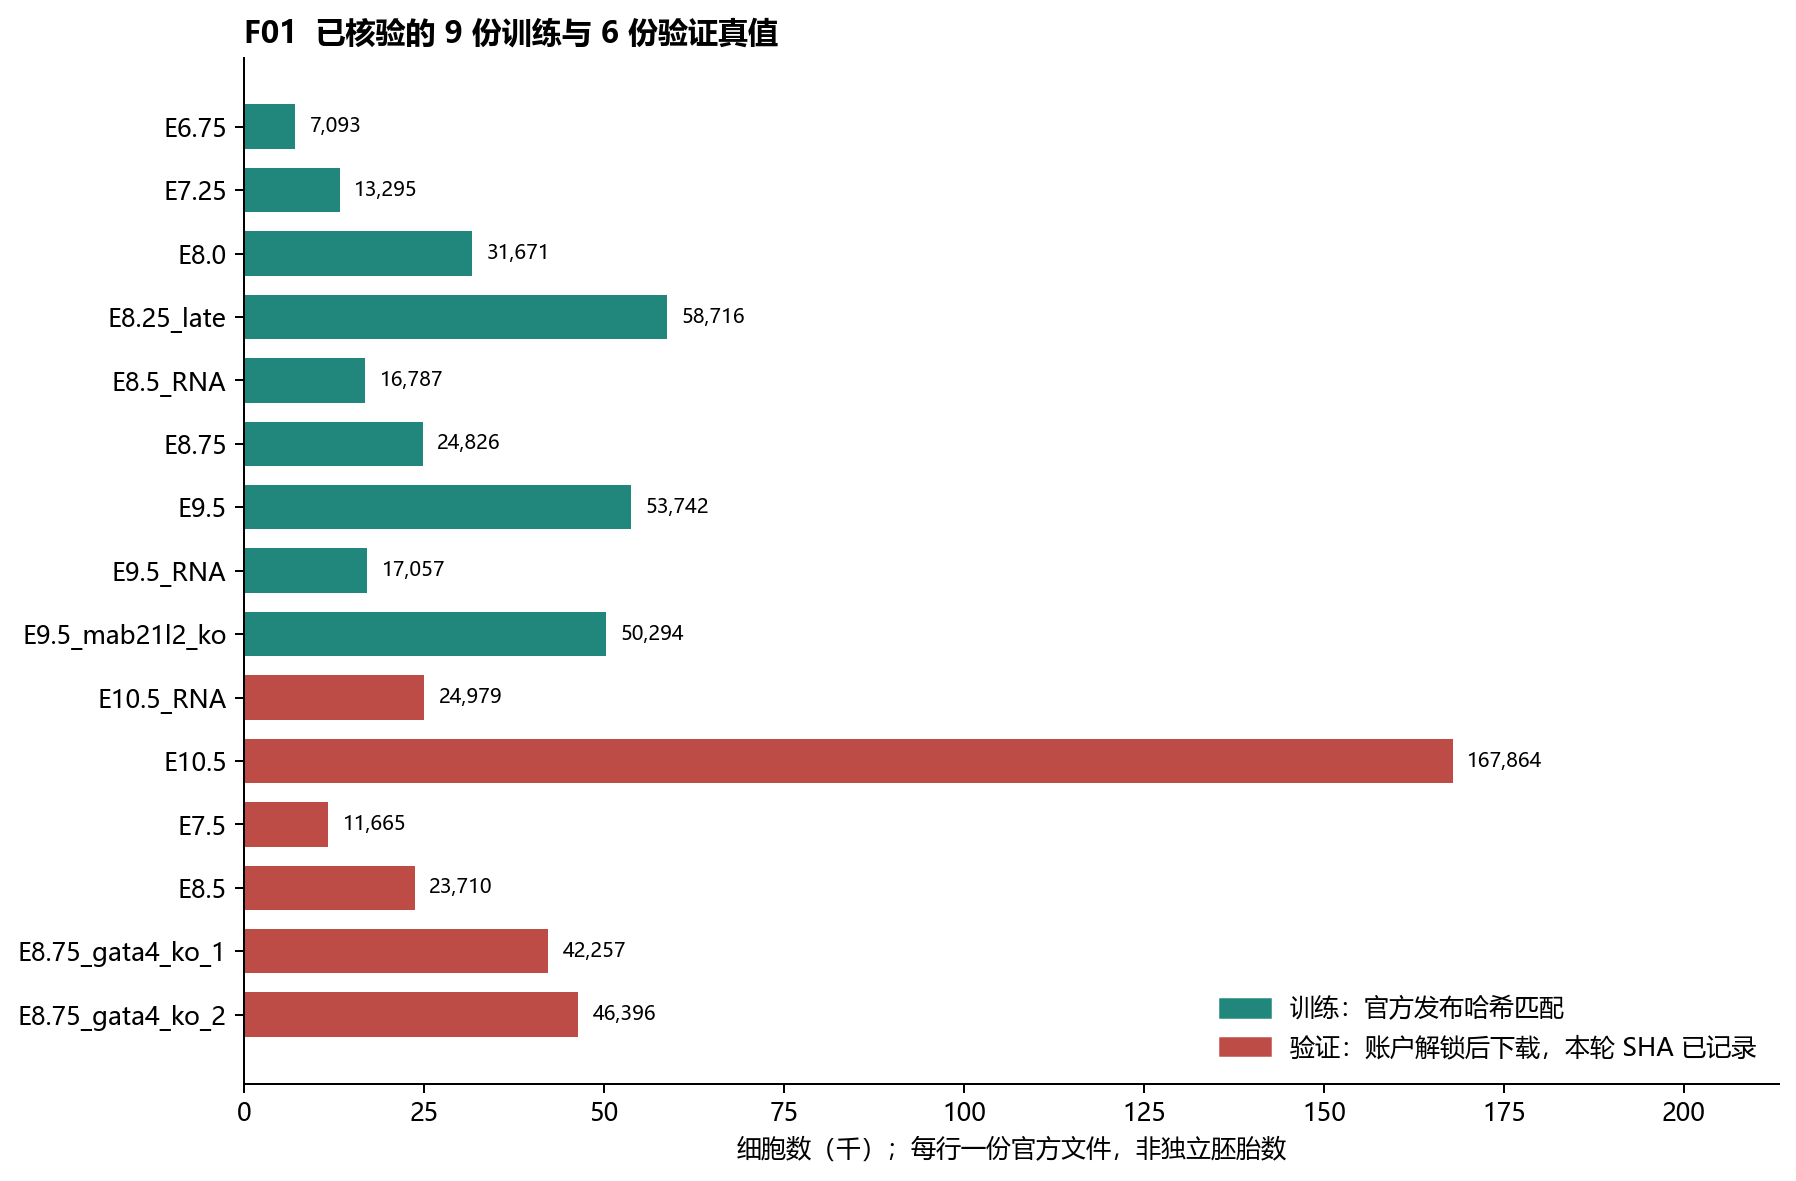 F01 已核验的 9 份训练与 6 份验证真值
E6.75 7,093
E7.25 13,295
E8.0 31,671
E8.25_late 58,716
E8.5_RNA 16,787
E8.75 24,826
E9.5 53,742
E9.5_RNA 17,057
E9.5_mab21l2_ko 50,294
E10.5_RNA 24,979
E10.5 167,864
E7.5 11,665
E8.5 23,710
E8.75_gata4_ko_1 42,257
E8.75_gata4_ko_2 46,396
训练：官方发布哈希匹配
验证：账户解锁后下载，本轮 SHA 已记录
0 25 50 75 100 125 150 175 200
细胞数（千）；每行一份官方文件，非独立胚胎数